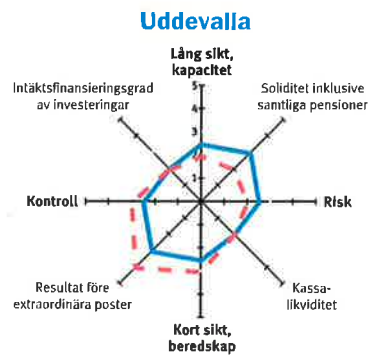 Uddevalla
Lång sikt,
kapacitet
Intäktsfinansieringsgrad
av investeringar
Soliditet inklusive
samtliga pensioner
5
4
3
1
Kontroll
Risk
Resultat före
extraordinära poster
Kassa-
likviditet
Kort sikt,
beredskap